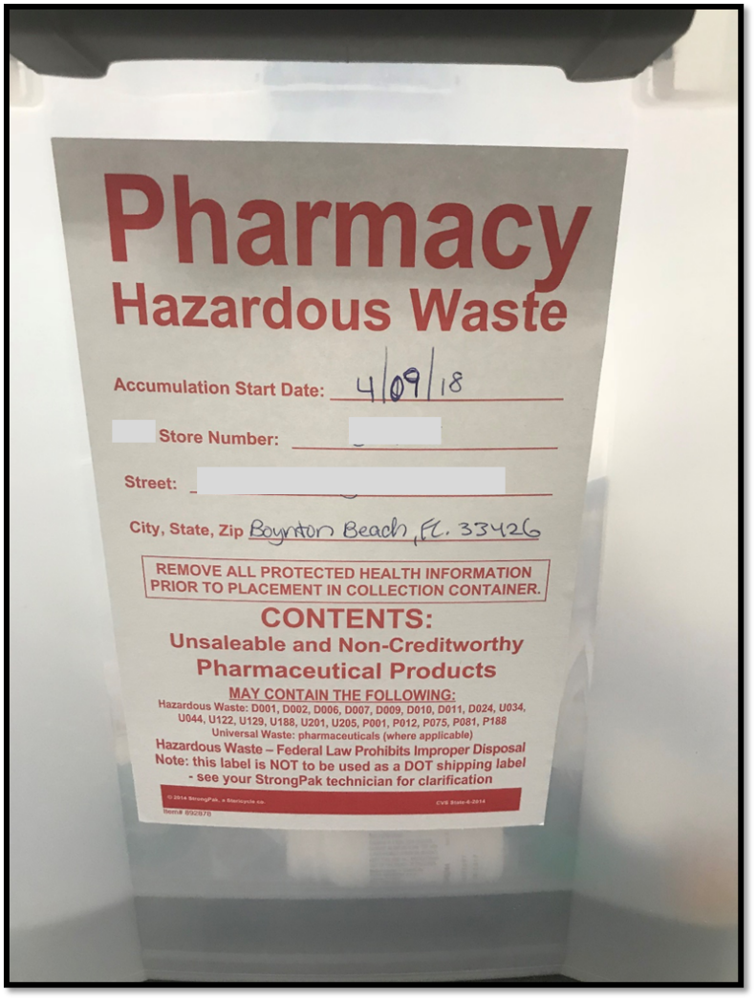 Pharmacy
Hazardous Waste
Accumulation Start Date: 4/09/18
Store Number:
Street:
City, State, Zip Boynton Beach, FL. 33426
REMOVE ALL PROTECTED HEALTH INFORMATION
PRIOR TO PLACEMENT IN COLLECTION CONTAINER.
CONTENTS:
Unsaleable and Non-Creditworthy
Pharmaceutical Products
MAY CONTAIN THE FOLLOWING:
Hazardous Waste: D001, D002, D006, D007, D009, D010, D011, D024, U034,
U044, U122, U129, U188, U201, U205, P001, P012, P075, P081, P188
Universal Waste: pharmaceuticals (where applicable)
Hazardous Waste – Federal Law Prohibits Improper Disposal
Note: this label is NOT to be used as a DOT shipping label
- see your StrongPak technician for clarification
© 2014 StrongPak, a Stericycle co. CVS State-6-2014
Item# 892878